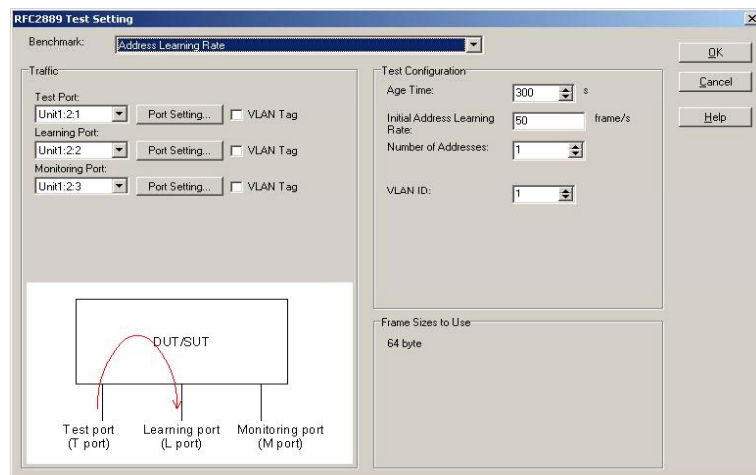 RFC2889 Test Setting
Benchmark: Address Learning Rate
OK
Cancel
Help
Traffic
Test Port:
Unit1:2:1 Port Setting... VLAN Tag
Learning Port:
Unit1:2:2 Port Setting... VLAN Tag
Monitoring Port:
Unit1:2:3 Port Setting... VLAN Tag
DUT/SUT
Test port Learning port Monitoring port
(T port) (L port) (M port)
Test Configuration
Age Time: 300 s
Initial Address Learning
Rate: 50 frame/s
Number of Addresses: 1
VLAN ID: 1
Frame Sizes to Use
64 byte